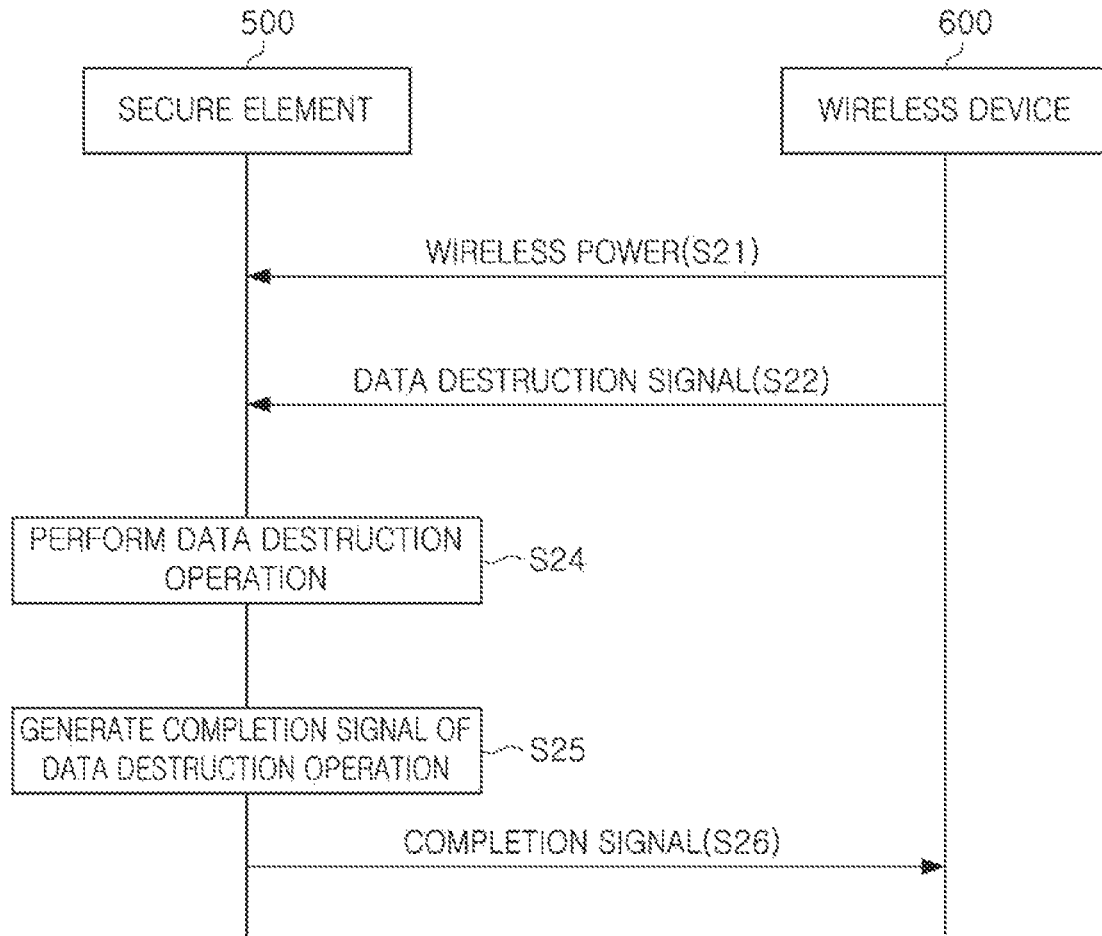 500
600
SECURE ELEMENT
WIRELESS DEVICE
WIRELESS POWER(S21)
DATA DESTRUCTION SIGNAL(S22)
PERFORM DATA DESTRUCTION
OPERATION
S24
GENERATE COMPLETION SIGNAL OF
DATA DESTRUCTION OPERATION
S25
COMPLETION SIGNAL(S26)